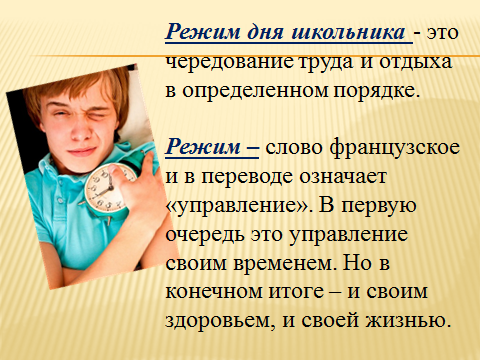 Режим дня школьника - это
чередование труда и отдыха
в определенном порядке.
Режим – слово французское
и в переводе означает
«управление». В первую
очередь это управление
своим временем. Но в
конечном итоге – и своим
здоровьем, и своей жизнью.